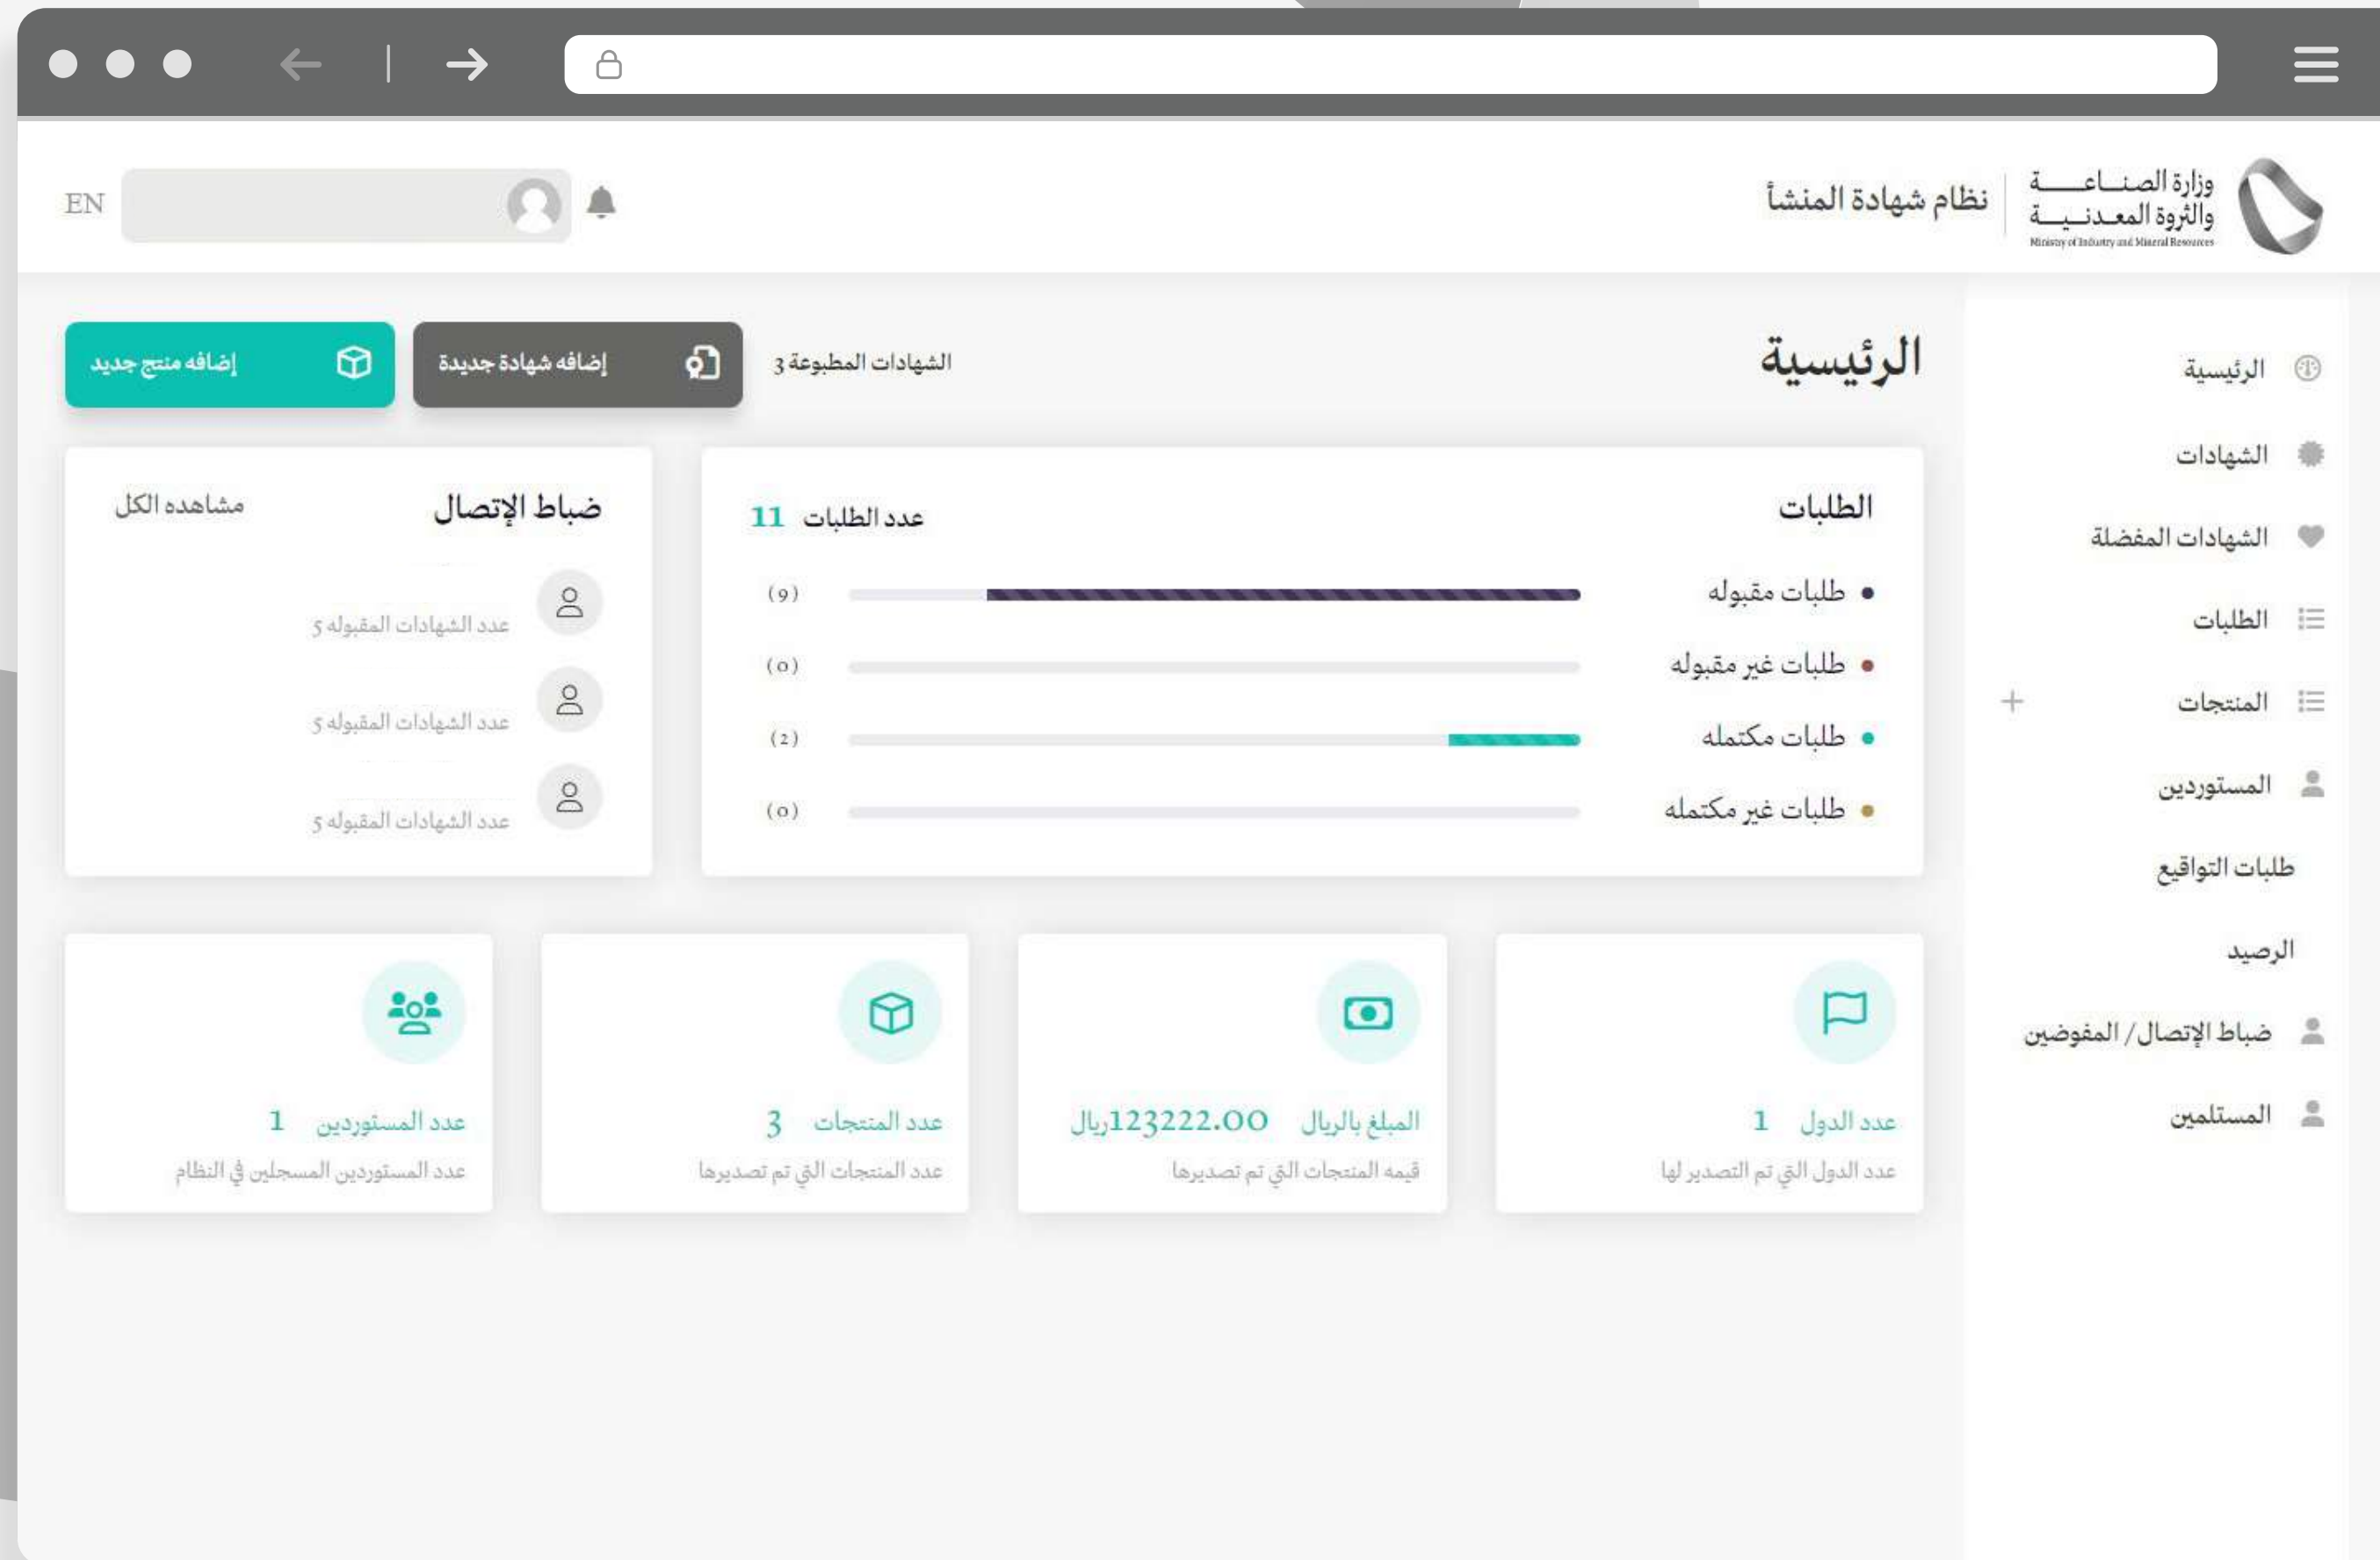 وزارة الصناعة
والثروة المعدنية
Ministry of Industry and Mineral Resources
نظام شهادة المنشأ
EN
الرئيسية
الشهادات
الشهادات المفضلة
الطلبات
المنتجات +
المستوردين
طلبات التواقيع
الرصيد
ضباط الإتصال/ المفوضين
المستلمين
الرئيسية
الشهادات المطبوعة 3
إضافه شهادة جديدة
إضافه منتج جديد
الطلبات
عدد الطلبات 11
طلبات مقبوله (9)
طلبات غير مقبوله (0)
طلبات مكتمله (2)
طلبات غير مكتمله (0)
ضباط الإتصال
مشاهده الكل
عدد الشهادات المقبوله 5
عدد الشهادات المقبوله 5
عدد الشهادات المقبوله 5
عدد الدول 1
عدد الدول التي تم التصدير لها
المبلغ بالريال 123222.00ريال
قيمه المنتجات التي تم تصديرها
عدد المنتجات 3
عدد المنتجات التي تم تصديرها
عدد المستوردين 1
عدد المستوردين المسجلين في النظام